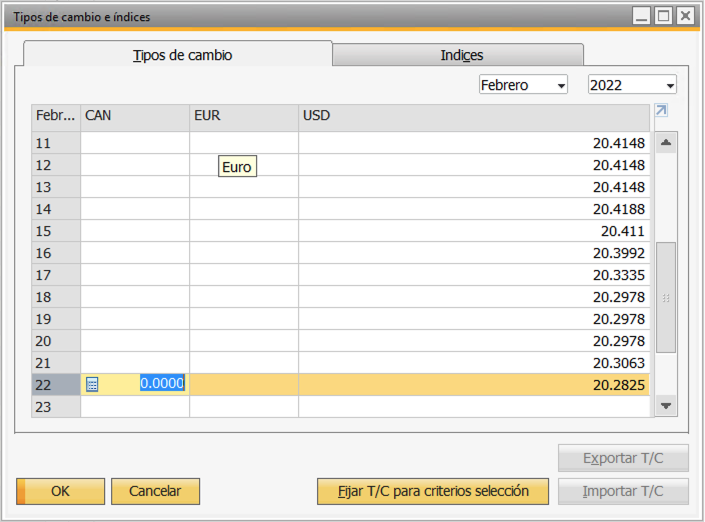 Tipos de cambio e índices
Tipos de cambio Indices
Febrero 2022
Febr... CAN EUR USD
11 20.4148
12 Euro 20.4148
13 20.4148
14 20.4188
15 20.411
16 20.3992
17 20.3335
18 20.2978
19 20.2978
20 20.2978
21 20.3063
22 0.0000 20.2825
23
Exportar T/C
OK Cancelar Fijar T/C para criterios selección Importar T/C